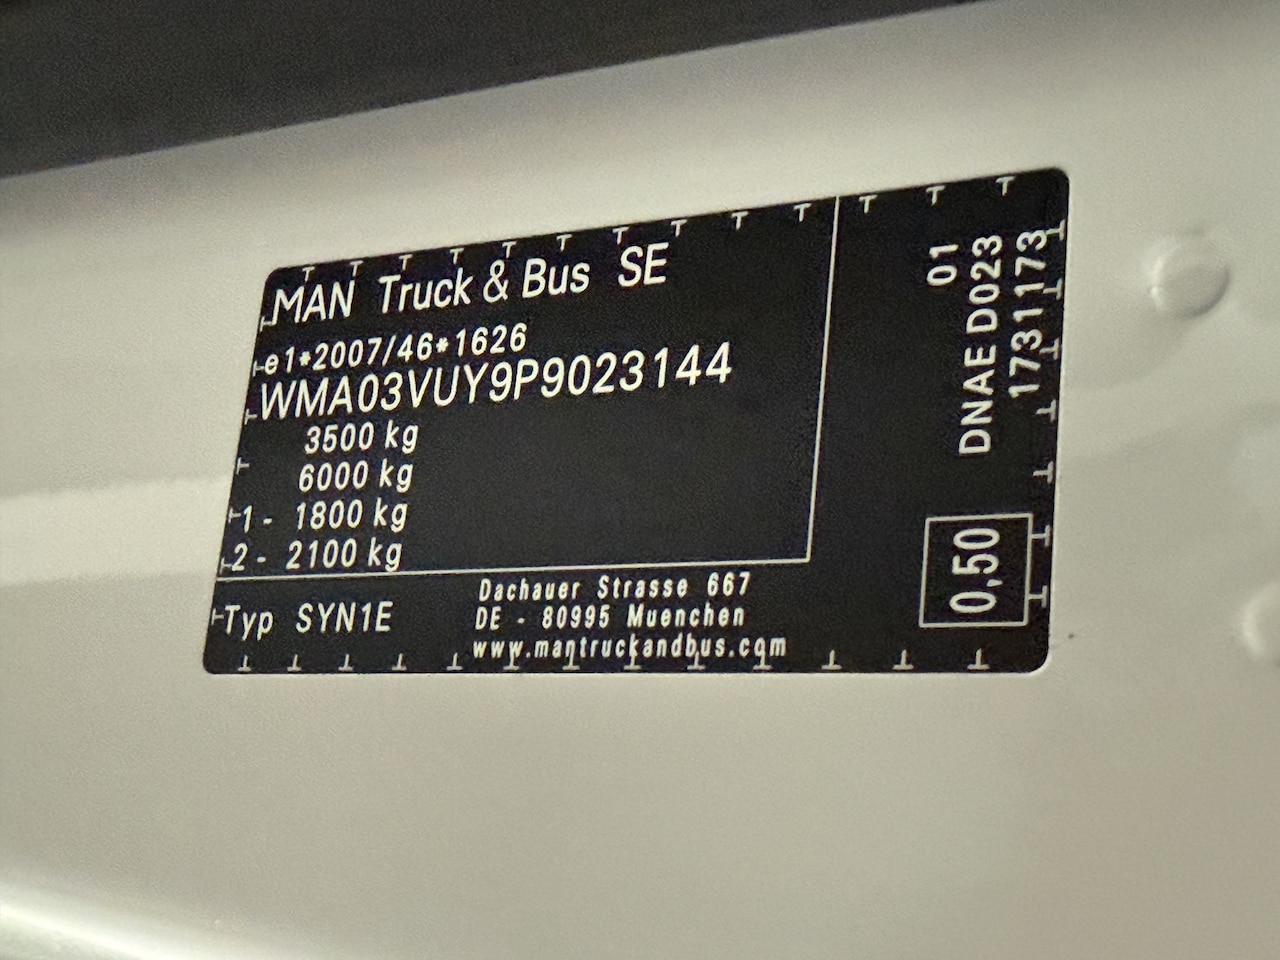 MAN Truck & Bus SE
e1*2007/46*1626
WMA03VUY9P9023144
3500 kg
6000 kg
1 - 1800 kg
2 - 2100 kg
Typ SYN1E
Dachauer Strasse 667
DE - 80995 Muenchen
www.mantruckandbus.com
01
DNAE D023
17311173
0,50